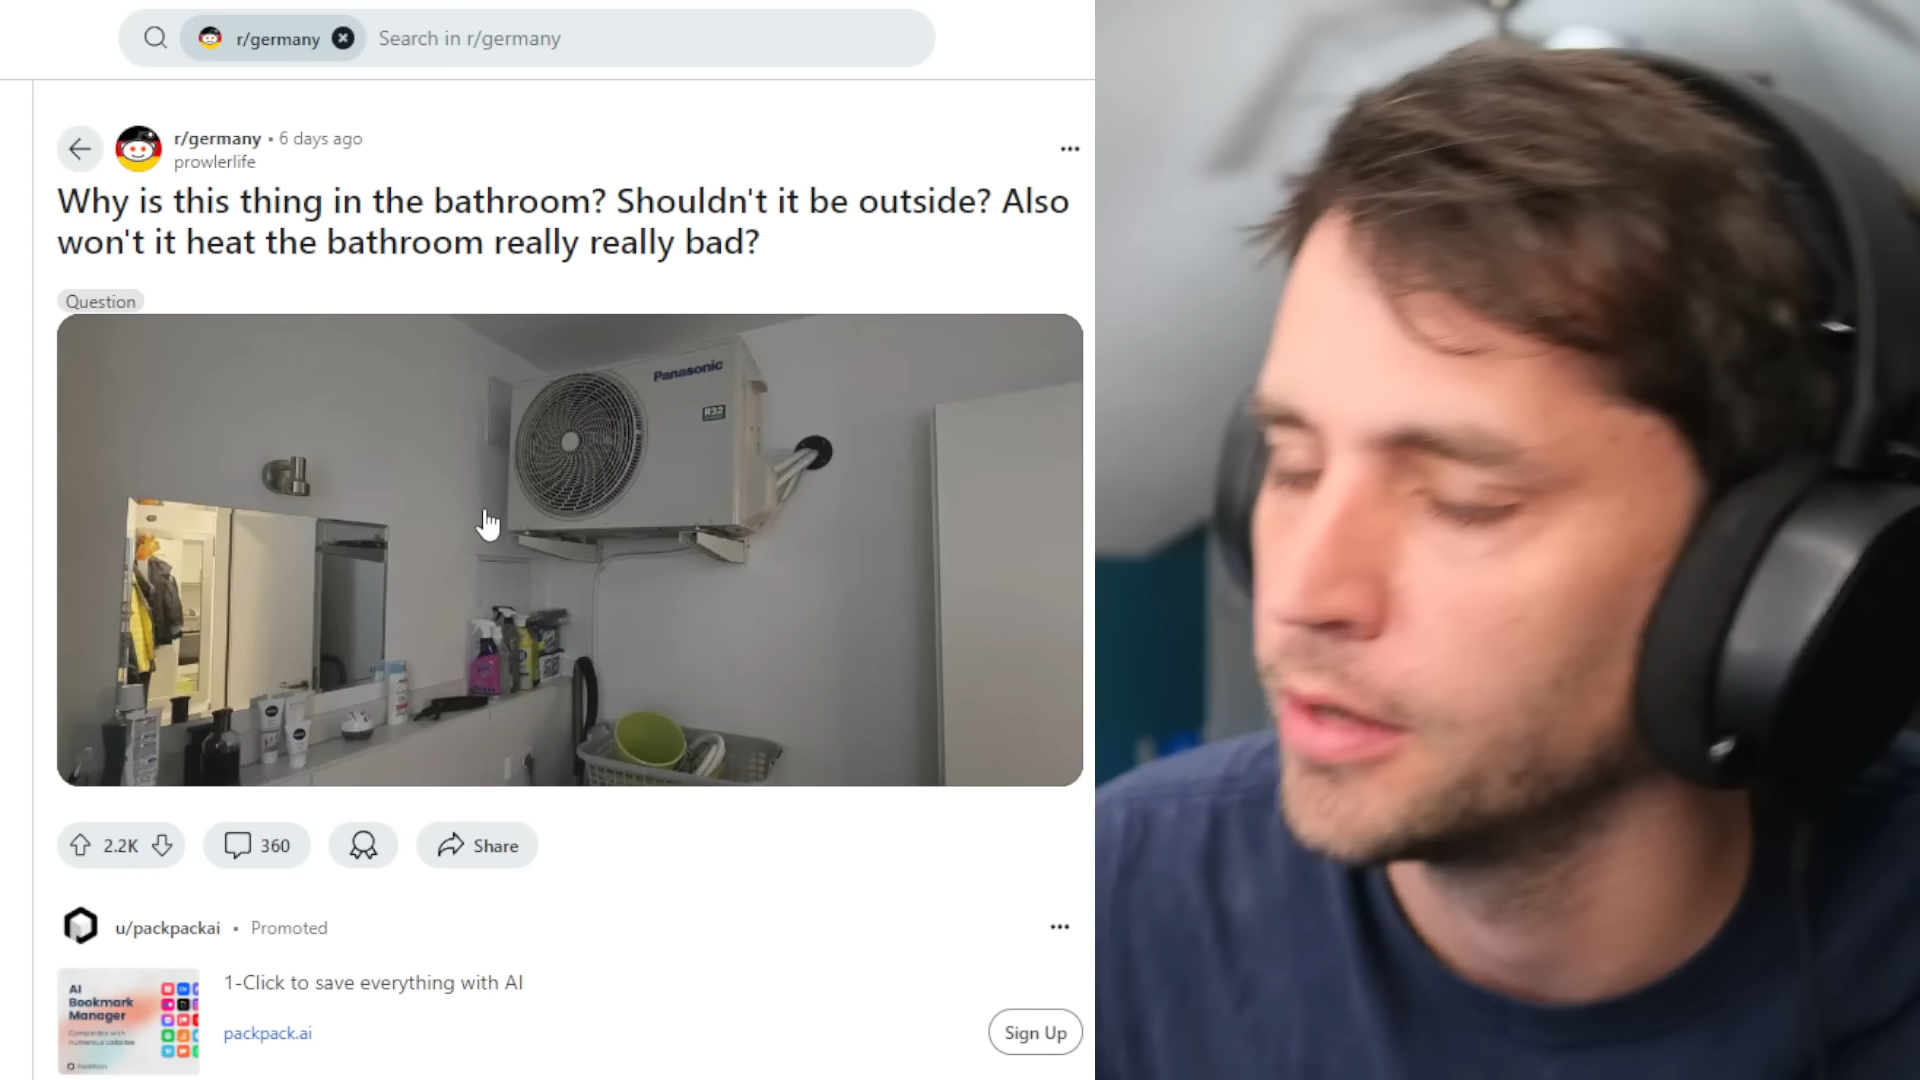 r/germany
Search in r/germany
r/germany • 6 days ago
prowlerlife
Why is this thing in the bathroom? Shouldn't it be outside? Also
won't it heat the bathroom really really bad?
Question
Panasonic
R32
2.2K
360
Share
u/packpackai • Promoted
1-Click to save everything with AI
AI
Bookmark
Manager
packpack.ai
Sign Up